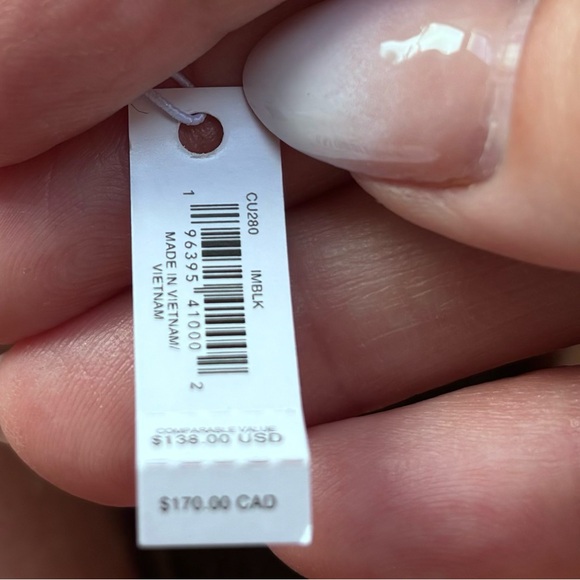 CU280 IMBLK
1 96395 41000 2
MADE IN VIETNAM/
VIETNAM
COMPARABLE VALUE
$138.00 USD
$170.00 CAD